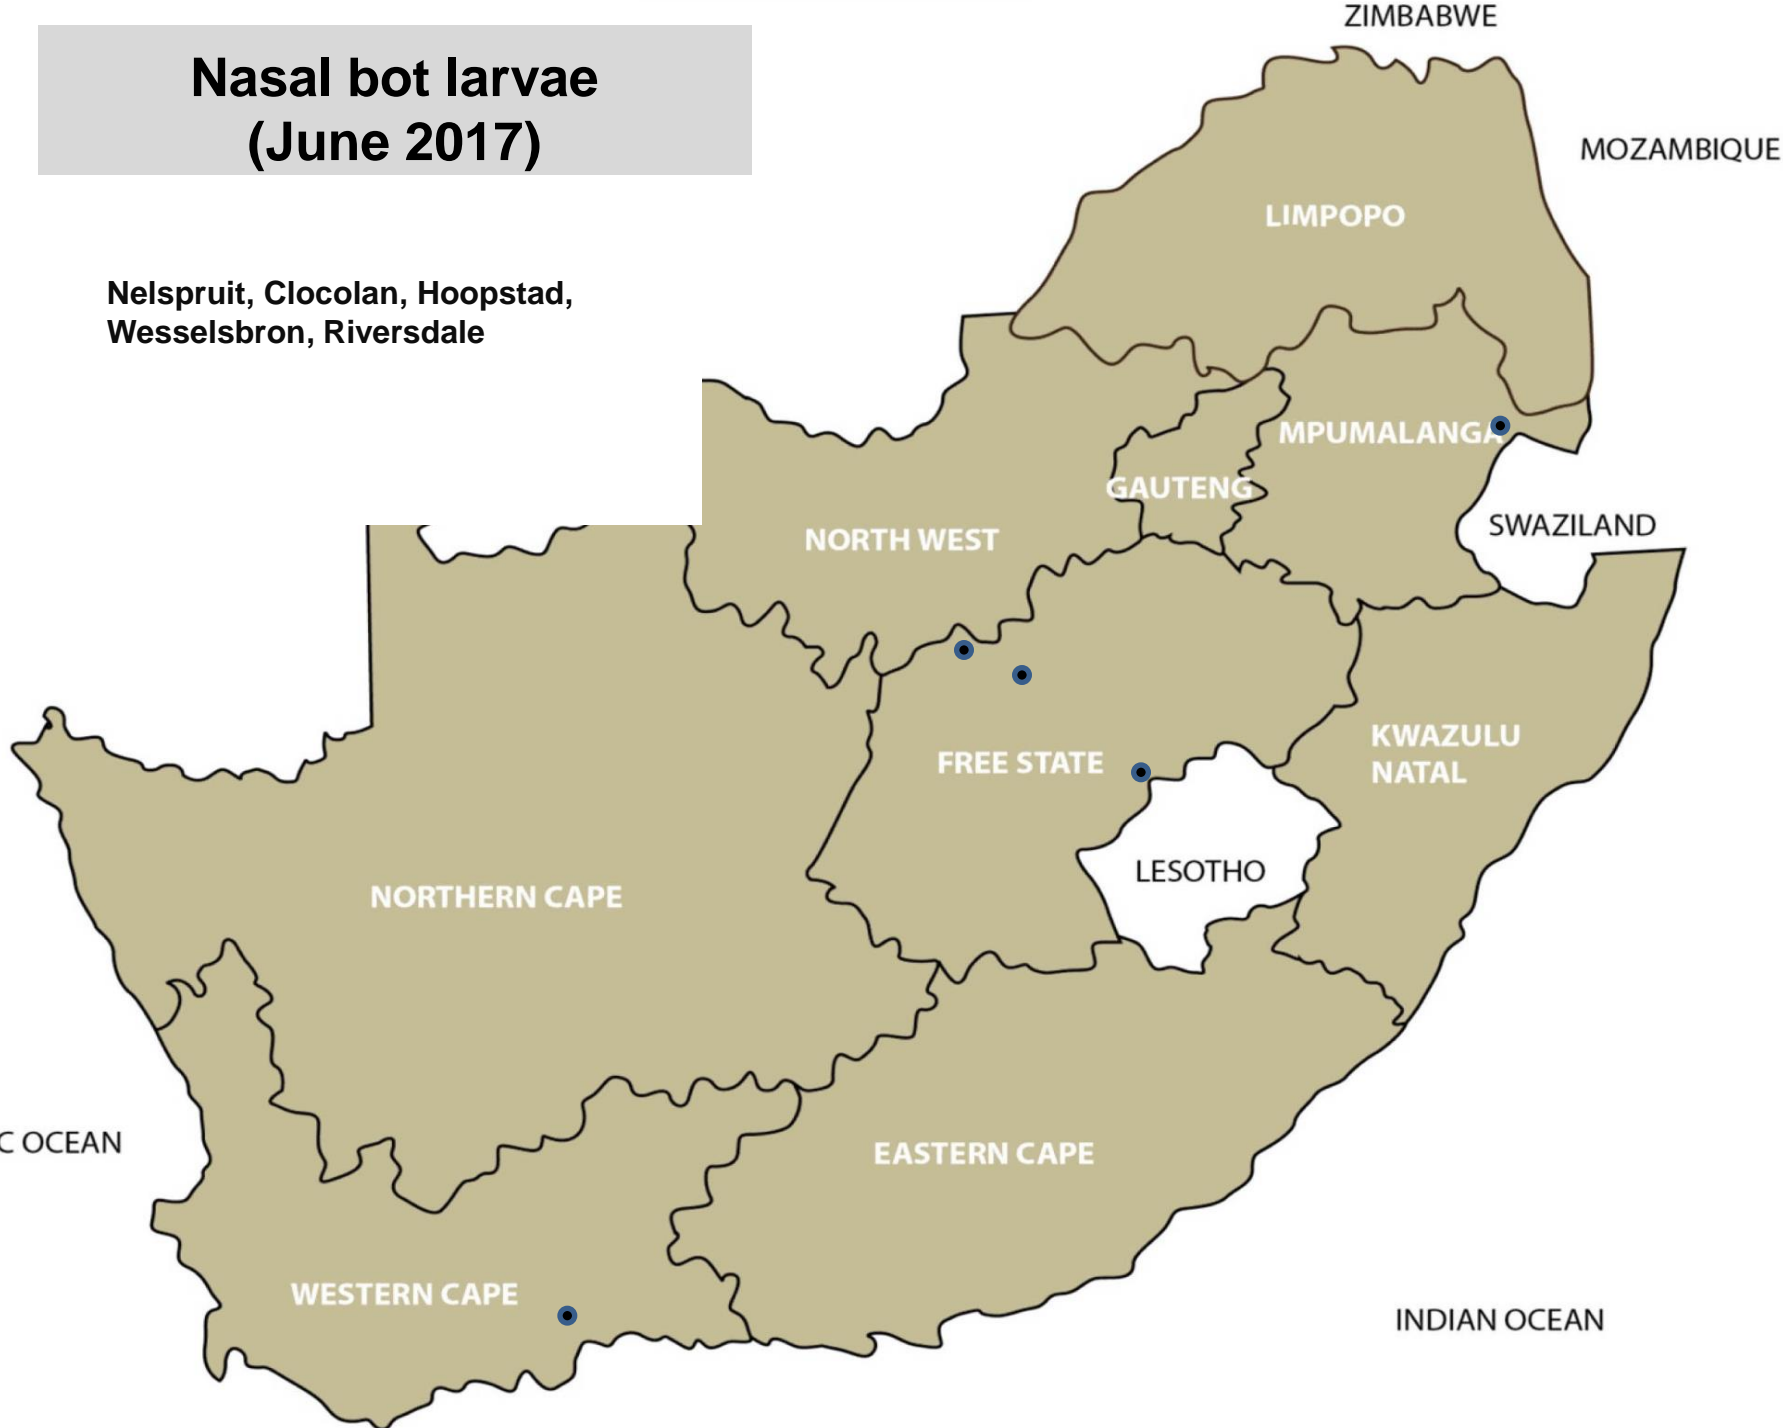 ZIMBABWE
Nasal bot larvae
(June 2017)
MOZAMBIQUE
LIMPOPO
Nelspruit, Clocolan, Hoopstad,
Wesselsbron, Riversdale
MPUMALANGA
GAUTENG
SWAZILAND
NORTH WEST
KWAZULU
NATAL
FREE STATE
LESOTHO
NORTHERN CAPE
C OCEAN
EASTERN CAPE
WESTERN CAPE
INDIAN OCEAN